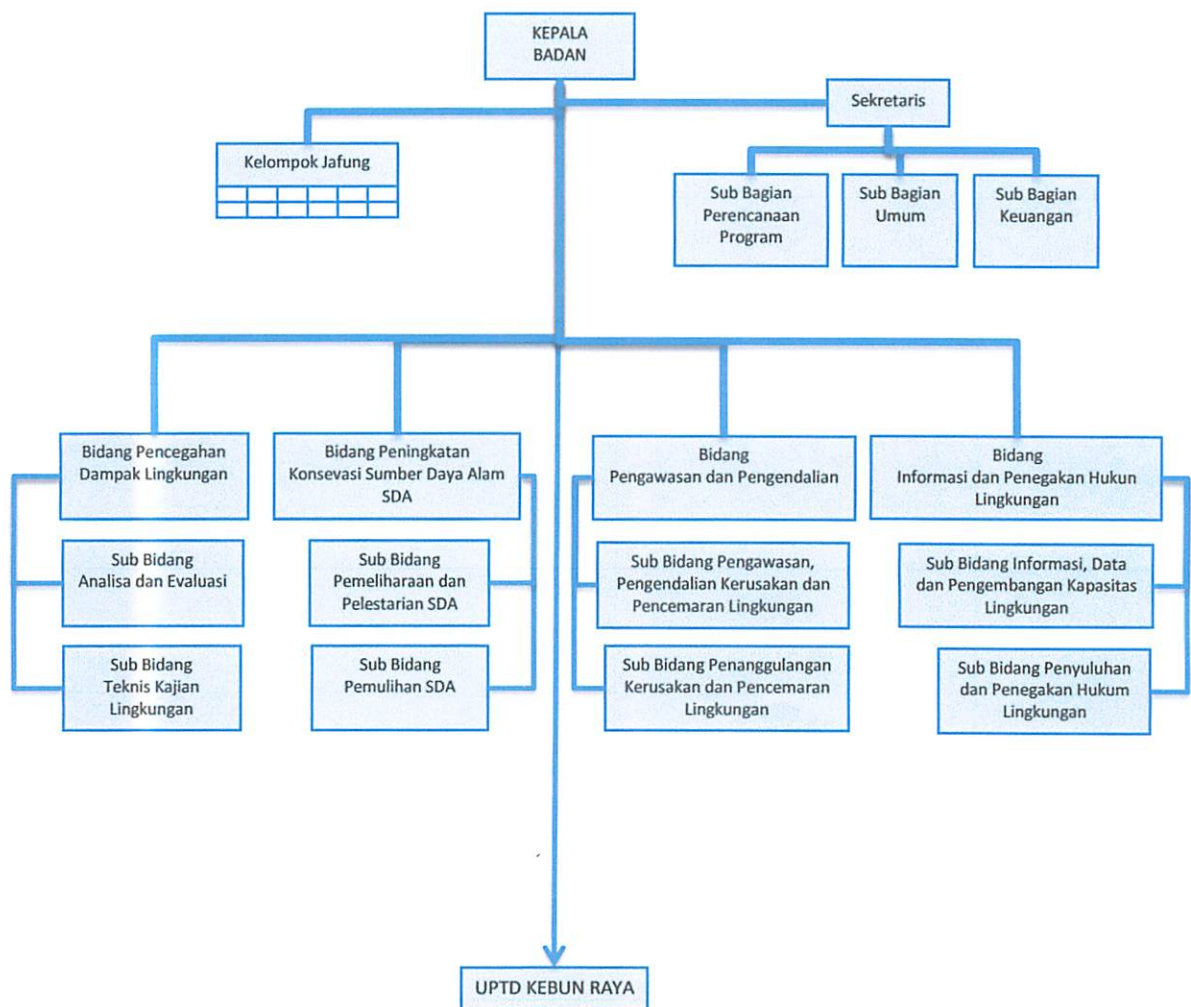 KEPALA
BADAN
Sekretaris
Kelompok Jafung
Sub Bagian
Perencanaan
Program
Sub Bagian
Umum
Sub Bagian
Keuangan
Bidang Pencegahan
Dampak Lingkungan
Bidang Peningkatan
Konsevasi Sumber Daya Alam
SDA
Bidang
Pengawasan dan Pengendalian
Bidang
Informasi dan Penegakan Hukun
Lingkungan
Sub Bidang
Analisa dan Evaluasi
Sub Bidang
Pemeliharaan dan
Pelestarian SDA
Sub Bidang Pengawasan,
Pengendalian Kerusakan dan
Pencemaran Lingkungan
Sub Bidang Informasi, Data
dan Pengembangan Kapasitas
Lingkungan
Sub Bidang
Teknis Kajian
Lingkungan
Sub Bidang
Pemulihan SDA
Sub Bidang Penanggulangan
Kerusakan dan Pencemaran
Lingkungan
Sub Bidang Penyuluhan
dan Penegakan Hukum
Lingkungan
UPTD KEBUN RAYA